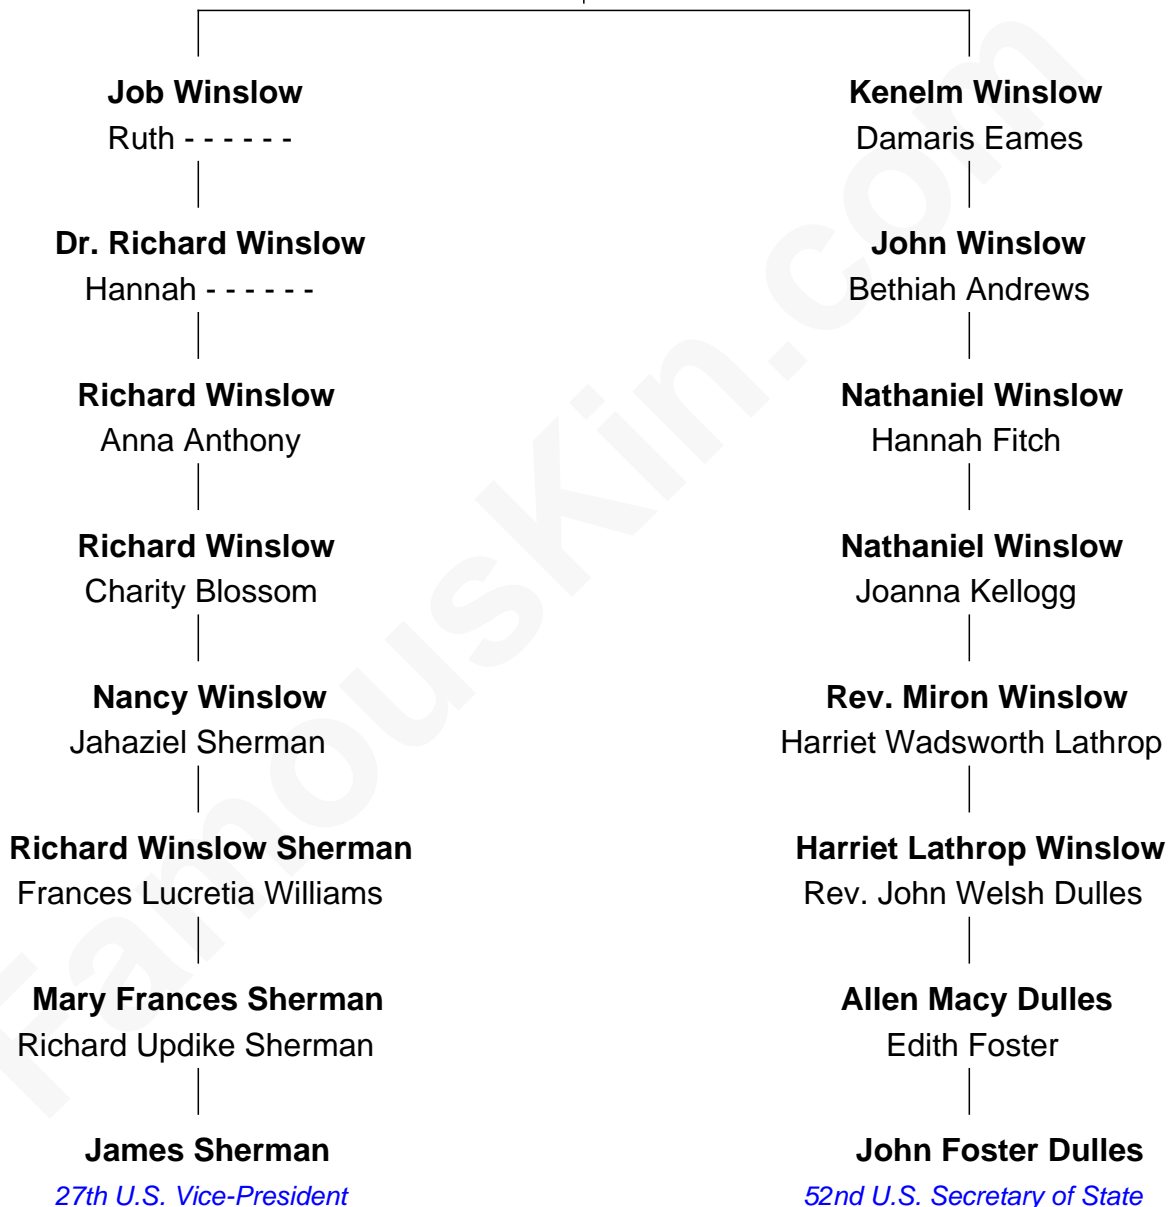 Job Winslow
Ruth - - - - - -
Dr. Richard Winslow
Hannah - - - - - -
Richard Winslow
Anna Anthony
Richard Winslow
Charity Blossom
Nancy Winslow
Jahaziel Sherman
Richard Winslow Sherman
Frances Lucretia Williams
Mary Frances Sherman
Richard Updike Sherman
James Sherman
27th U.S. Vice-President
Kenelm Winslow
Damaris Eames
John Winslow
Bethiah Andrews
Nathaniel Winslow
Hannah Fitch
Nathaniel Winslow
Joanna Kellogg
Rev. Miron Winslow
Harriet Wadsworth Lathrop
Harriet Lathrop Winslow
Rev. John Welsh Dulles
Allen Macy Dulles
Edith Foster
John Foster Dulles
52nd U.S. Secretary of State
FamousKin.com